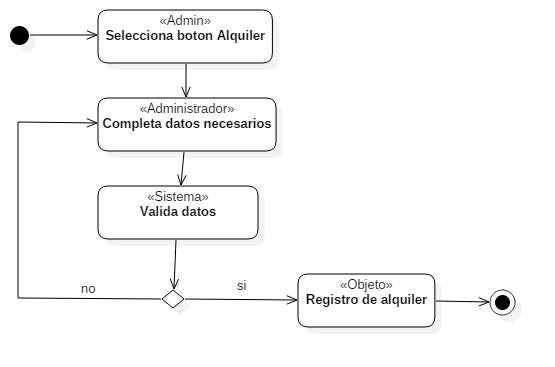 «Admin»
Selecciona boton Alquiler
«Administrador»
Completa datos necesarios
«Sistema»
Valida datos
no
si
«Objeto»
Registro de alquiler